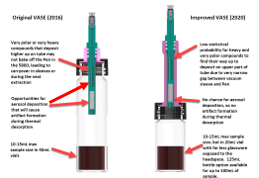 Original VASE [2016]
Very polar or very heavy
compounds that deposit
higher up on tube may
not bake off the Pen in
the 5800, leading to
carryover in sleeve or
during the next
extraction
Opportunities for
aerosol deposition
that will cause
artifact formation
during thermal
desorption
10-15mL max
sample size in 40mL
vials
Improved VASE [2020]
Low statistical
probability for heavy and
very polar compounds to
find their way up to
deposit on upper part of
tube due to very narrow
gap between vacuum
sleeve and Pen
No chance for aerosol
deposition, so no
artifact formation
during thermal
desorption
10-15mL max sample
size, but in 20mL vial
with far less glassware
exposed to the
headspace. 125mL
bottle option available
for up to 100mL of
sample.